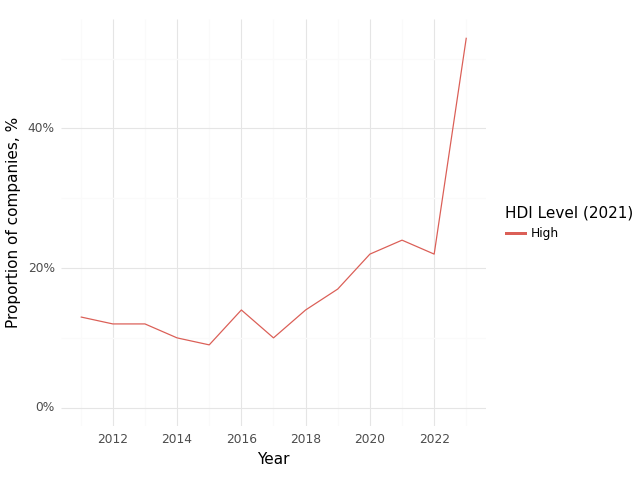 Proportion of companies, %
40%
20%
0%
2012 2014 2016 2018 2020 2022
Year
HDI Level (2021)
High